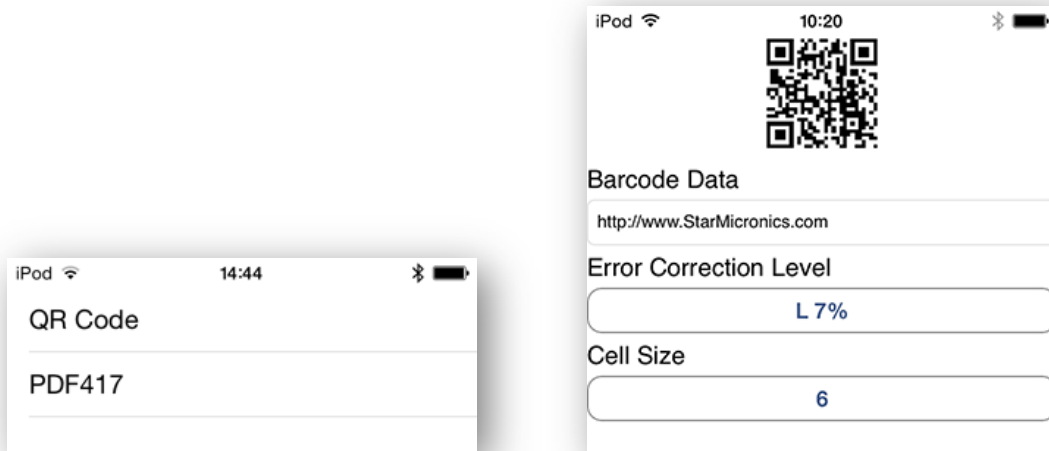 iPod 14:44
QR Code
PDF417
iPod 10:20
Barcode Data
http://www.StarMicronics.com
Error Correction Level
L 7%
Cell Size
6